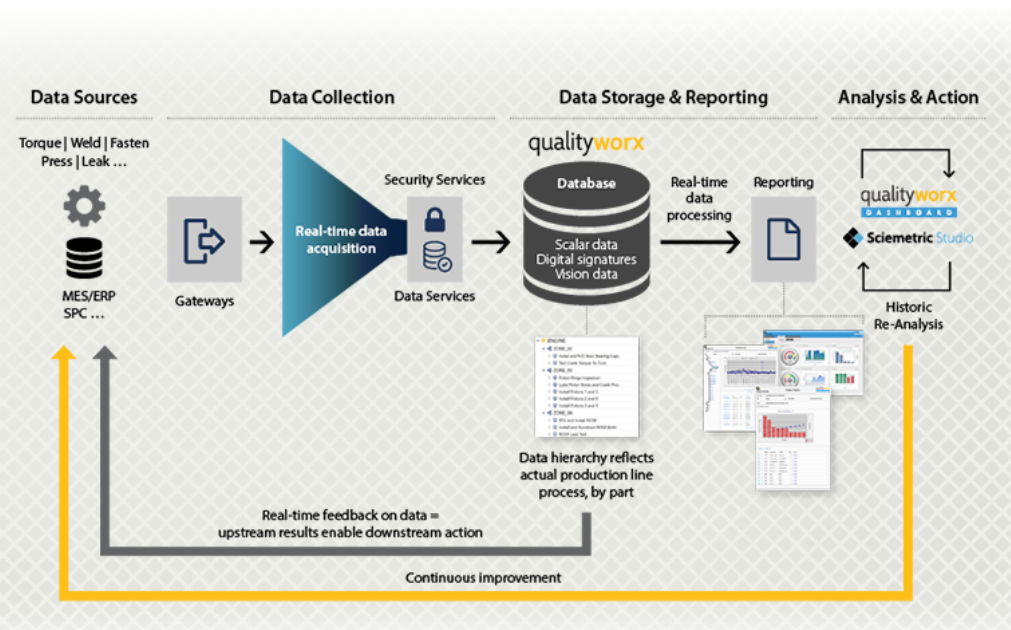 Data Sources
Data Collection
Data Storage & Reporting
Analysis & Action
Torque | Weld | Fasten
Press | Leak ...
MES/ERP
SPC ...
Gateways
Real-time data
acquisition
Security Services
Data Services
qualityworx
Database
Scalar data
Digital signatures
Vision data
Real-time
data
processing
Reporting
qualityworx
DASHBOARD
Sciemetric Studio
Historic
Re-Analysis
ENGINE
Data hierarchy reflects
actual production line
process, by part
Real-time feedback on data =
upstream results enable downstream action
Continuous improvement